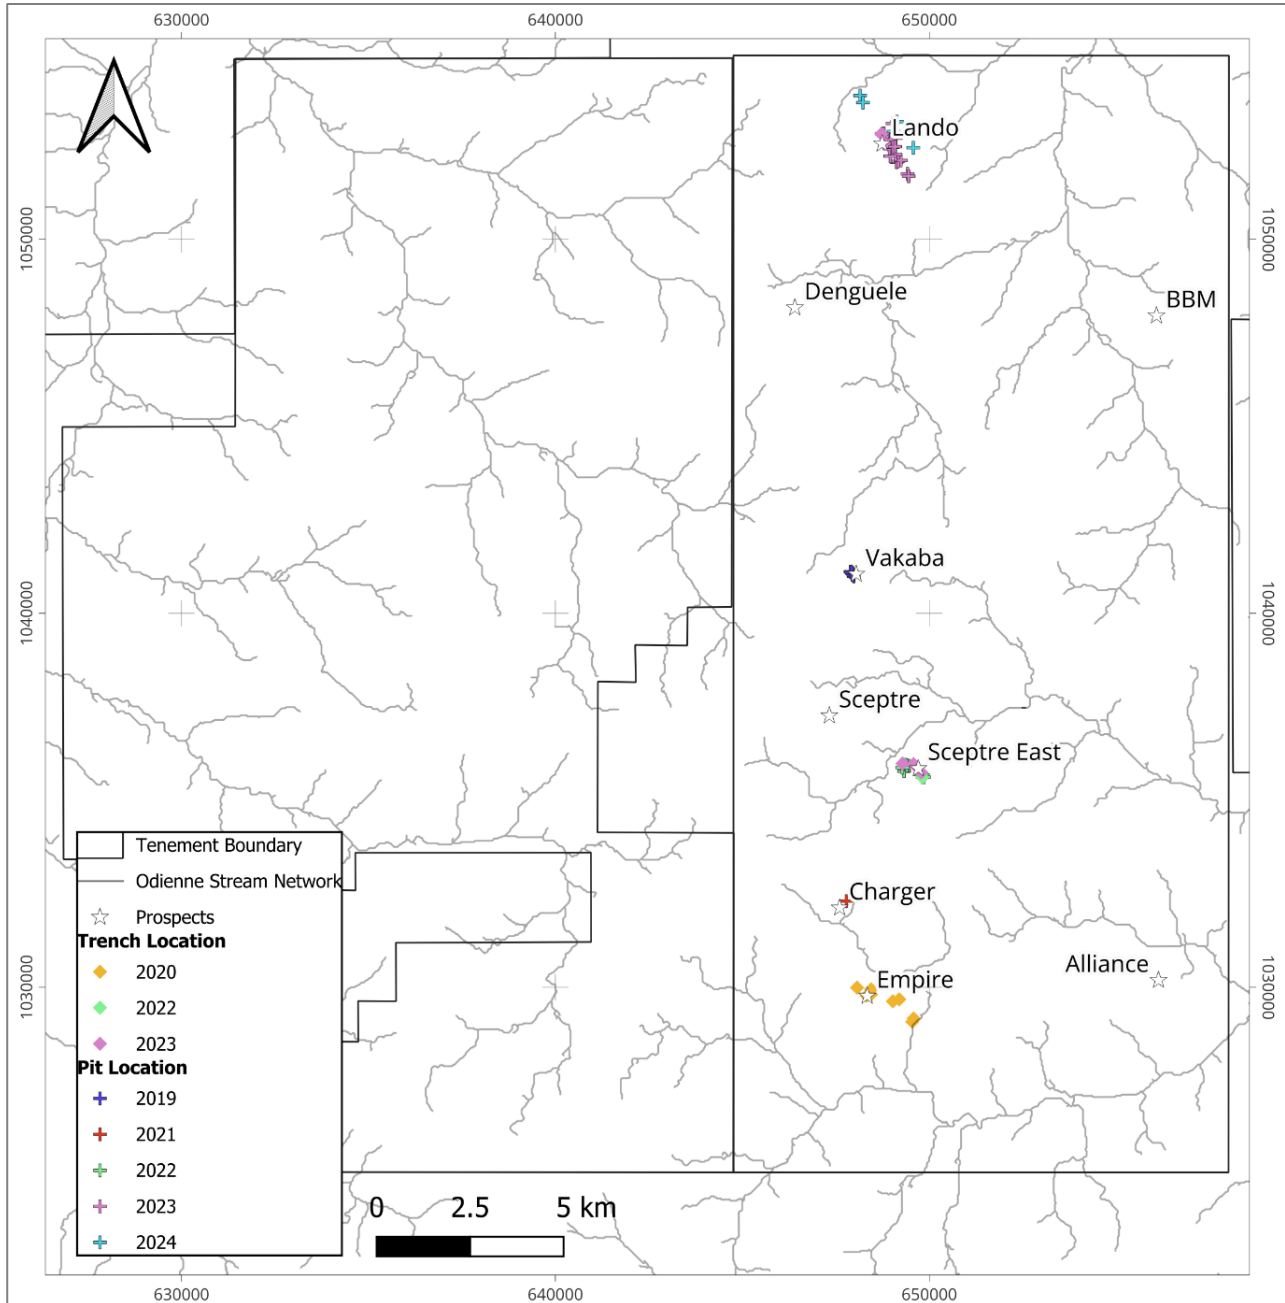 630000 640000 650000
Lando
1050000 1050000
Denguele
BBM
Vakaba
1040000 1040000
Sceptre
Sceptre East
Tenement Boundary
Odienne Stream Network
Prospects
Charger
Trench Location
Alliance
2020
Empire
1030000
2022
2023
Pit Location
2019
2021
2022
2023
2024
1030000
0 2.5 5 km
630000 640000 650000